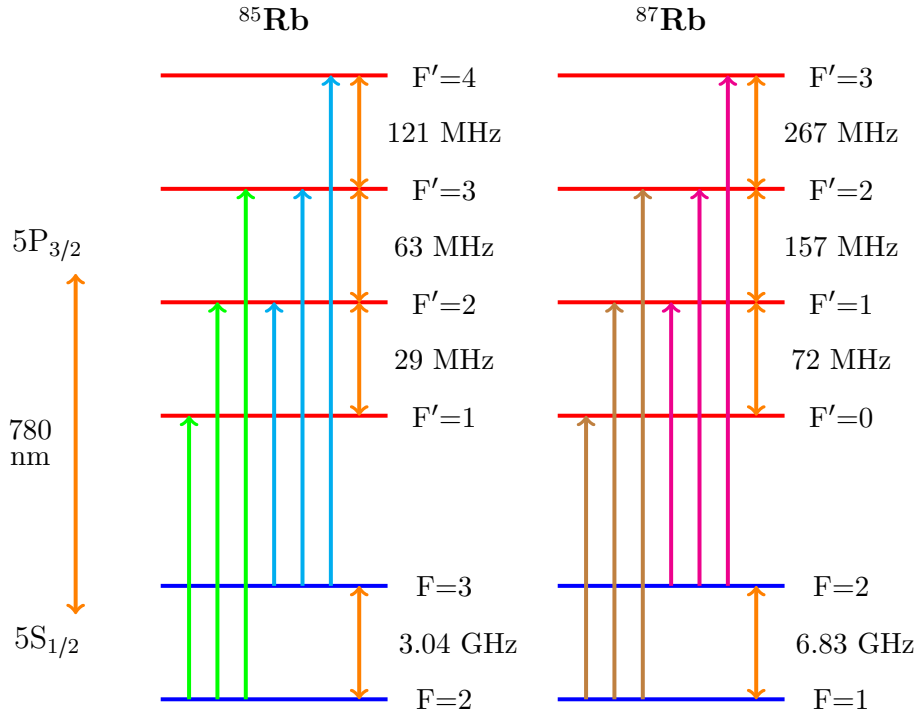 ⁸⁵Rb
⁸⁷Rb
F′=4
F′=3
121 MHz
267 MHz
F′=3
F′=2
5P₃/₂
63 MHz
157 MHz
F′=2
F′=1
29 MHz
72 MHz
F′=1
F′=0
780
nm
F=3
F=2
5S₁/₂
3.04 GHz
6.83 GHz
F=2
F=1